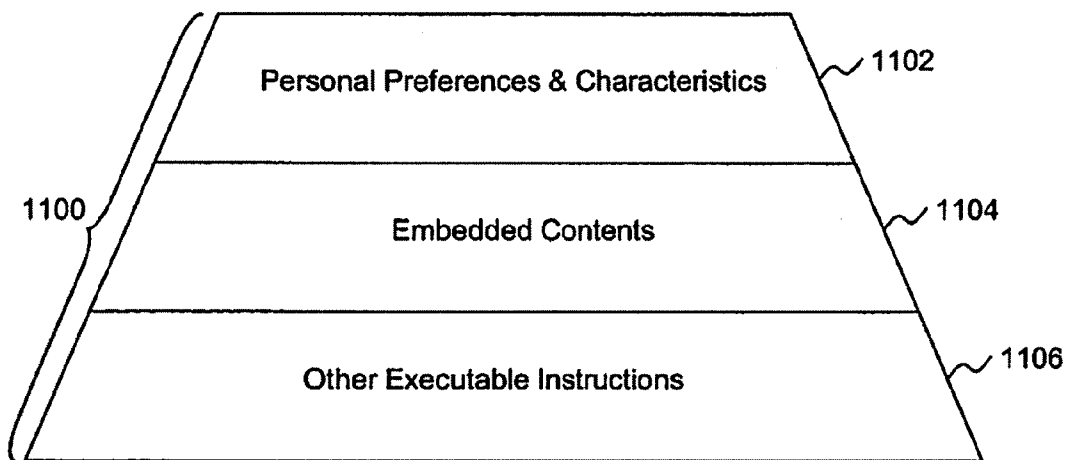 Personal Preferences & Characteristics
1102
1100
Embedded Contents
1104
Other Executable Instructions
1106